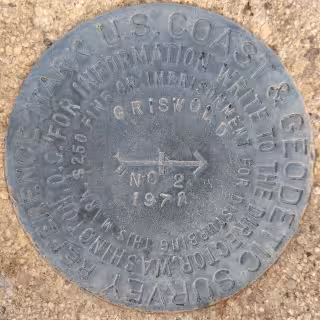 U.S. COAST & GEODETIC SURVEY REFERENCE MARK
FOR INFORMATION WRITE TO THE DIRECTOR, WASHINGTON, D.C.
$250 FINE OR IMPRISONMENT FOR DISTURBING THIS MARK.
GRISWOLD
NO. 2
197